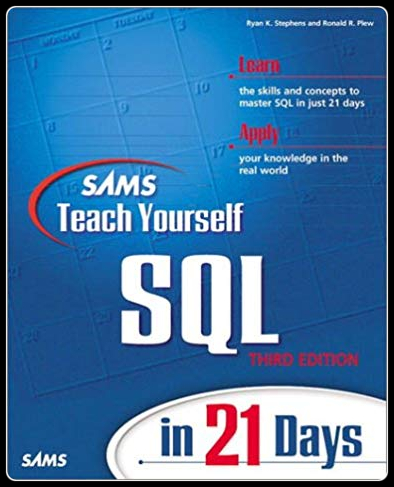 Ryan K. Stephens and Ronald R. Plew
Learn
the skills and concepts to
master SQL in just 21 days
Apply
your knowledge in the
real world
SAMS
Teach Yourself
SQL
THIRD EDITION
in 21 Days
SAMS